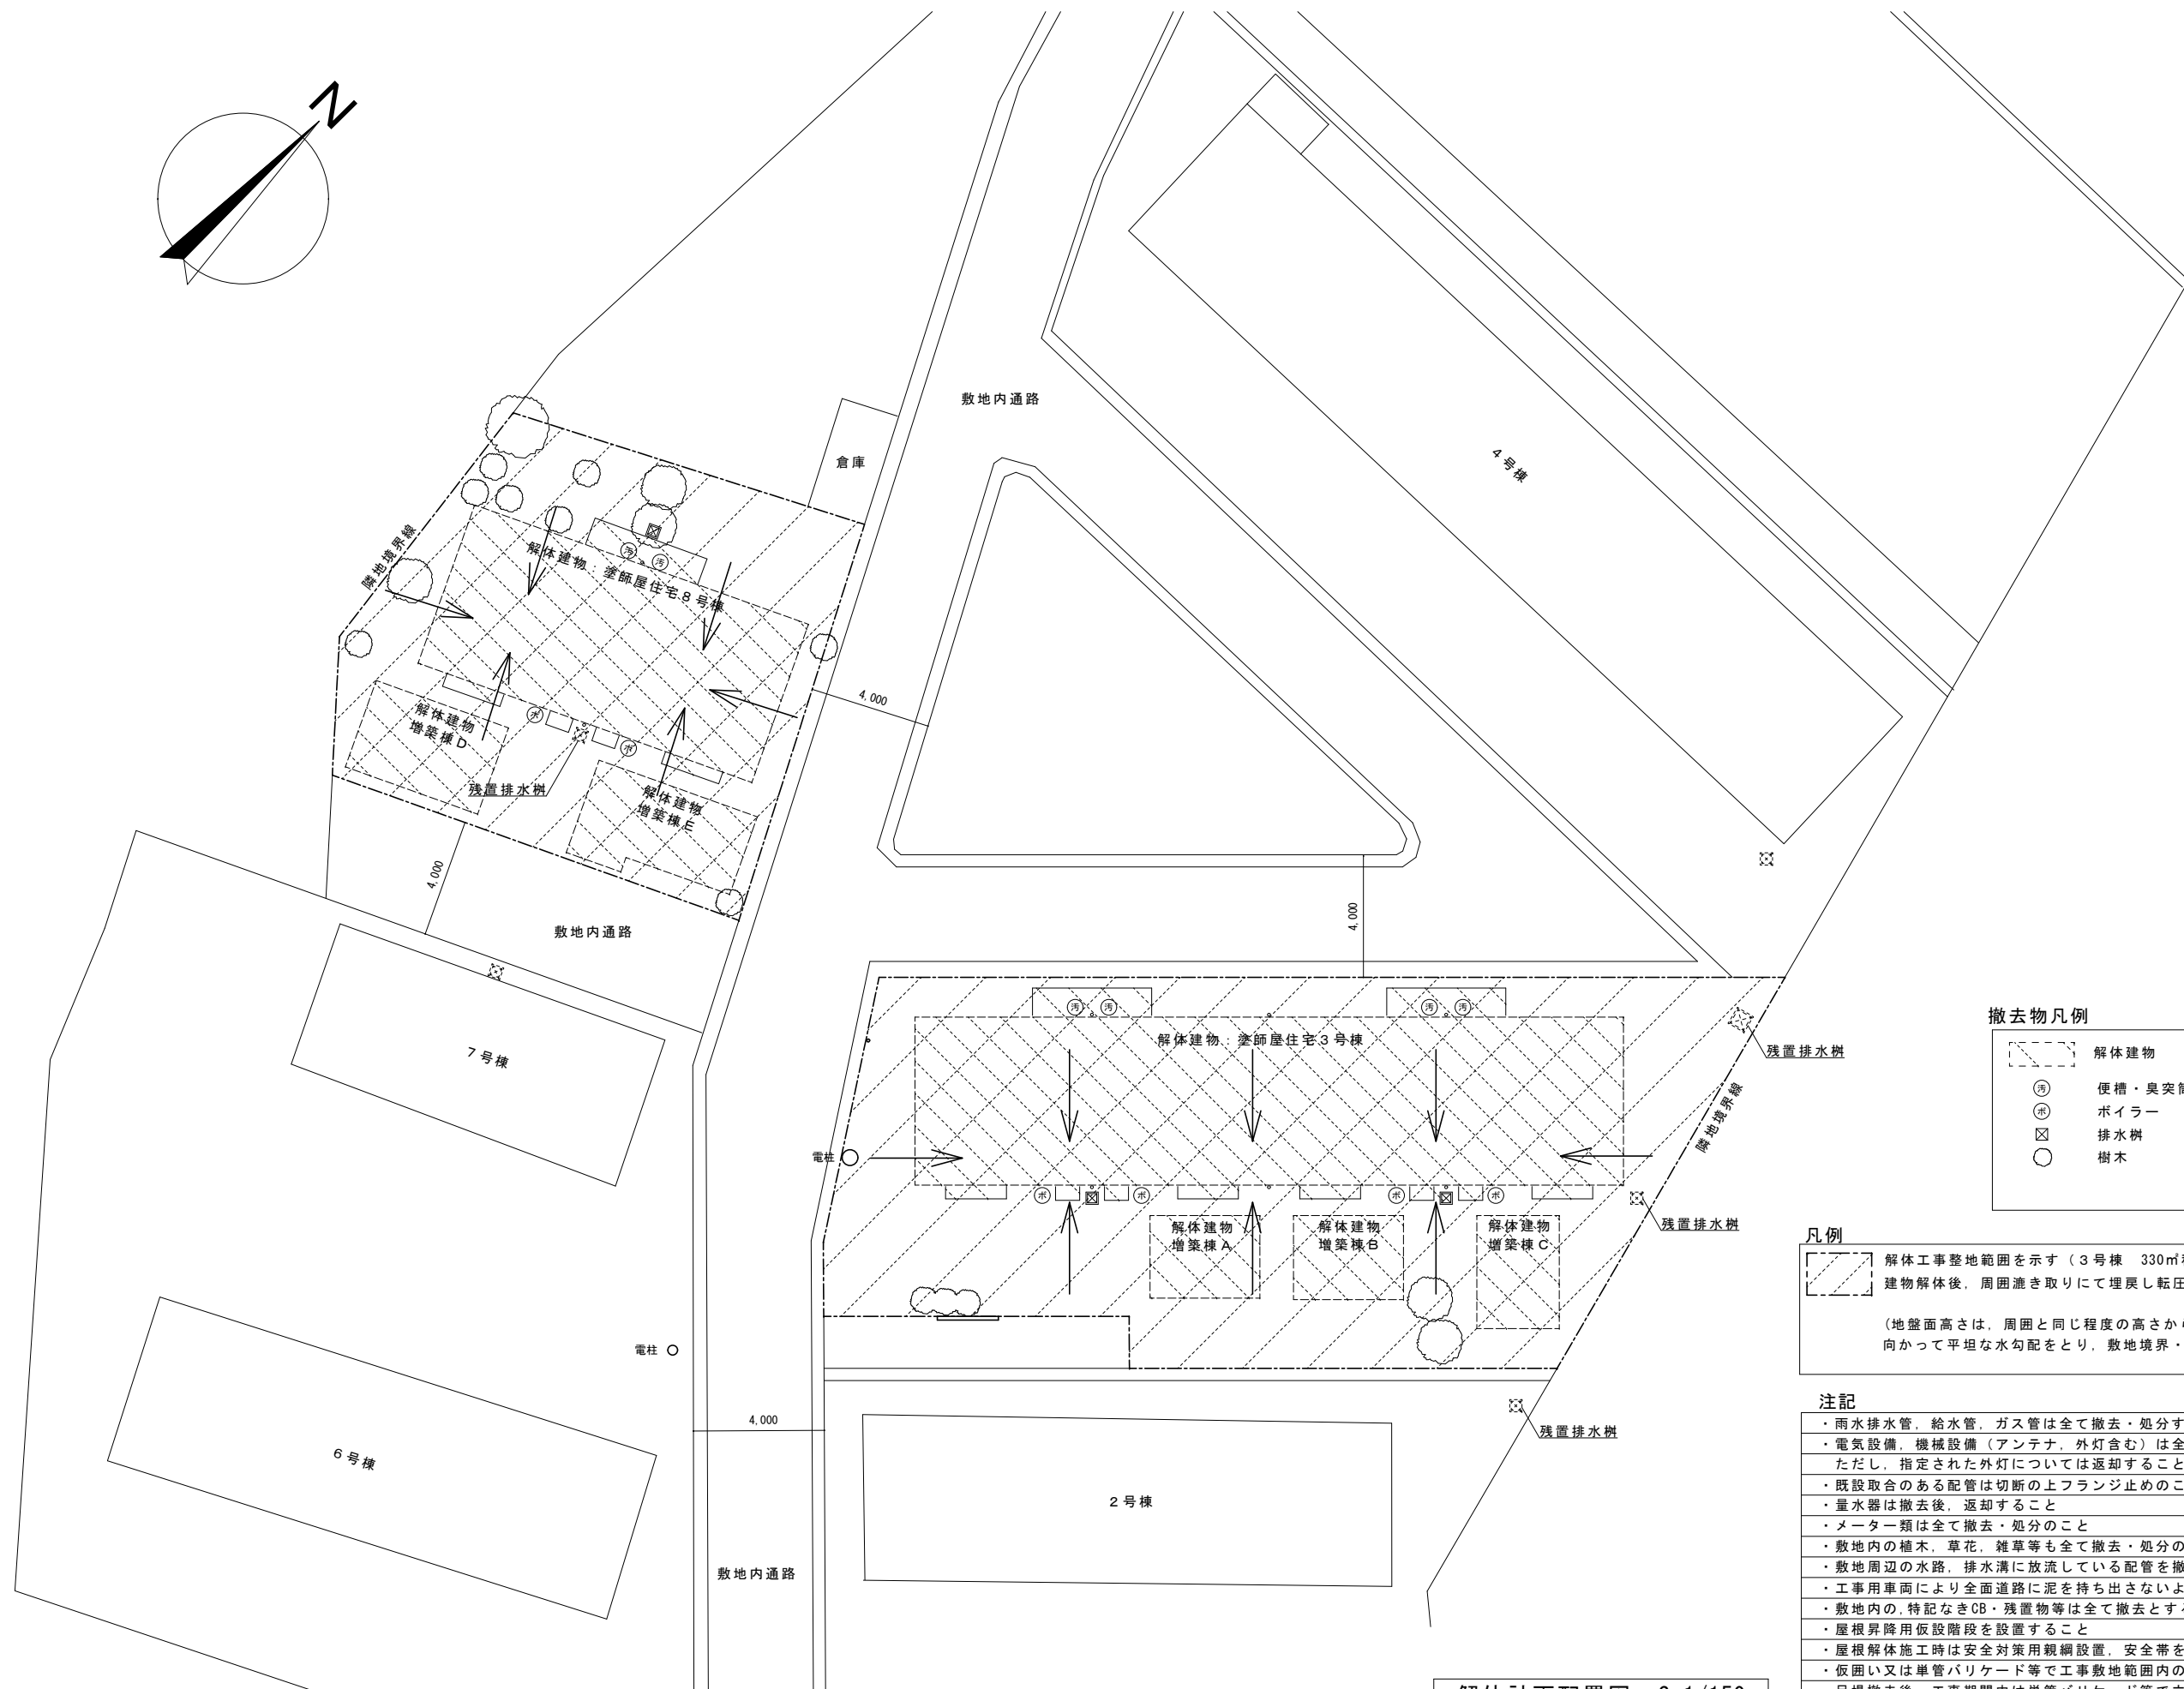 N
敷地内通路
倉庫
4号棟
隣地境界線
汚
汚
解体建物：塗師屋住宅8号棟
4,000
解体建物
増築棟D
ボ
ボ
残置排水桝
解体建物
増築棟E
4,000
敷地内通路
4,000
7号棟
汚
汚
汚
汚
解体建物：塗師屋住宅3号棟
残置排水桝
隣地境界線
電柱
ボ
ボ
ボ
ボ
解体建物
増築棟A
解体建物
増築棟B
解体建物
増築棟C
残置排水桝
電柱
4,000
残置排水桝
6号棟
2号棟
敷地内通路
撤去物凡例
解体建物
汚 便槽・臭突
ボ ボイラー
排水桝
樹木
凡例
解体工事整地範囲を示す（3号棟 330㎡
建物解体後，周囲漉き取りにて埋戻し転圧
(地盤面高さは，周囲と同じ程度の高さか
向かって平坦な水勾配をとり，敷地境界・
注記
・雨水排水管，給水管，ガス管は全て撤去・処分す
・電気設備，機械設備（アンテナ，外灯含む）は全
ただし，指定された外灯については返却すること
・既設取合のある配管は切断の上フランジ止めのこ
・量水器は撤去後，返却すること
・メーター類は全て撤去・処分のこと
・敷地内の植木，草花，雑草等も全て撤去・処分の
・敷地周辺の水路，排水溝に放流している配管を撤
・工事用車両により全面道路に泥を持ち出さないよ
・敷地内の，特記なきCB・残置物等は全て撤去とす
・屋根昇降用仮設階段を設置すること
・屋根解体施工時は安全対策用親綱設置，安全帯を
・仮囲い又は単管バリケード等で工事敷地範囲内の